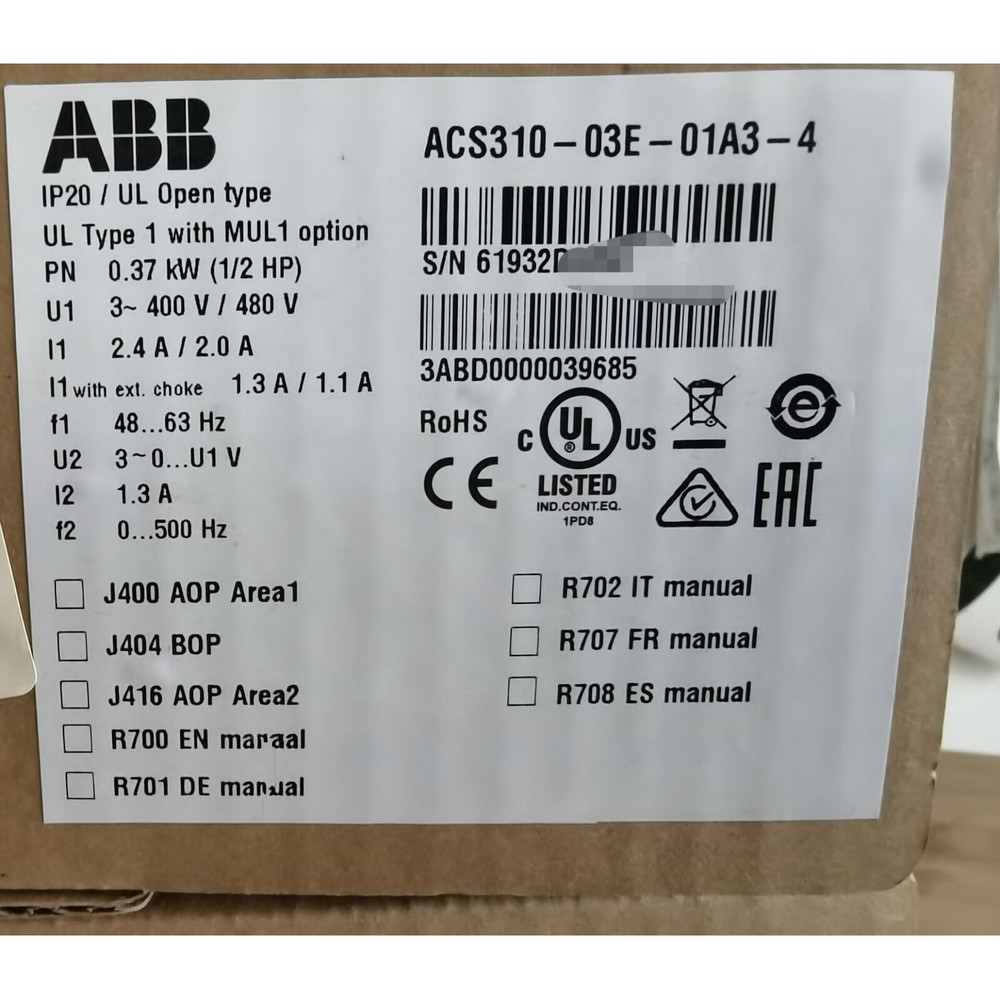 ABB
IP20 / UL Open type
UL Type 1 with MUL1 option
PN 0.37 kW (1/2 HP)
U1 3~ 400 V / 480 V
I1 2.4 A / 2.0 A
I1 with ext. choke 1.3 A / 1.1 A
f1 48...63 Hz
U2 3~0...U1 V
I2 1.3 A
f2 0...500 Hz
ACS310-03E-01A3-4
S/N 61932
3ABD0000039685
RoHS
C UL ® US
LISTED
IND.CONT.EQ.
1PD8
e
CE
EAC
J400 AOP Area1
J404 BOP
J416 AOP Area2
R700 EN manual
R701 DE manual
R702 IT manual
R707 FR manual
R708 ES manual